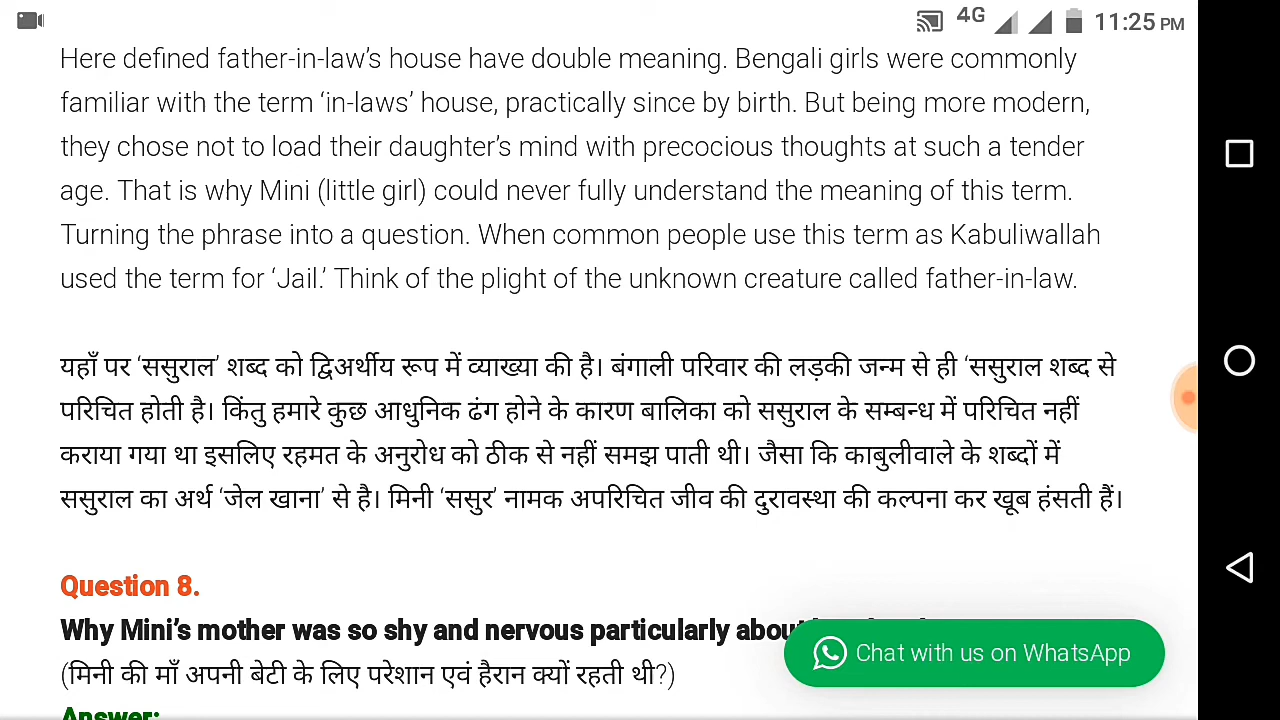 4G 11:25 PM
Here defined father-in-law’s house have double meaning. Bengali girls were commonly
familiar with the term ‘in-laws’ house, practically since by birth. But being more modern,
they chose not to load their daughter’s mind with precocious thoughts at such a tender
age. That is why Mini (little girl) could never fully understand the meaning of this term.
Turning the phrase into a question. When common people use this term as Kabuliwallah
used the term for ‘Jail.’ Think of the plight of the unknown creature called father-in-law.
यहाँ पर ‘ससुराल’ शब्द को द्विअर्थीय रूप में व्याख्या की है। बंगाली परिवार की लड़की जन्म से ही ‘ससुराल शब्द से
परिचित होती है। किंतु हमारे कुछ आधुनिक ढंग होने के कारण बालिका को ससुराल के सम्बन्ध में परिचित नहीं
कराया गया था इसलिए रहमत के अनुरोध को ठीक से नहीं समझ पाती थी। जैसा कि काबुलीवाले के शब्दों में
ससुराल का अर्थ ‘जेल खाना’ से है। मिनी ‘ससुर’ नामक अपरिचित जीव की दुरावस्था की कल्पना कर खूब हंसती हैं।
Question 8.
Why Mini’s mother was so shy and nervous particularly about
Chat with us on WhatsApp
(मिनी की माँ अपनी बेटी के लिए परेशान एवं हैरान क्यों रहती थी?)
Answer: